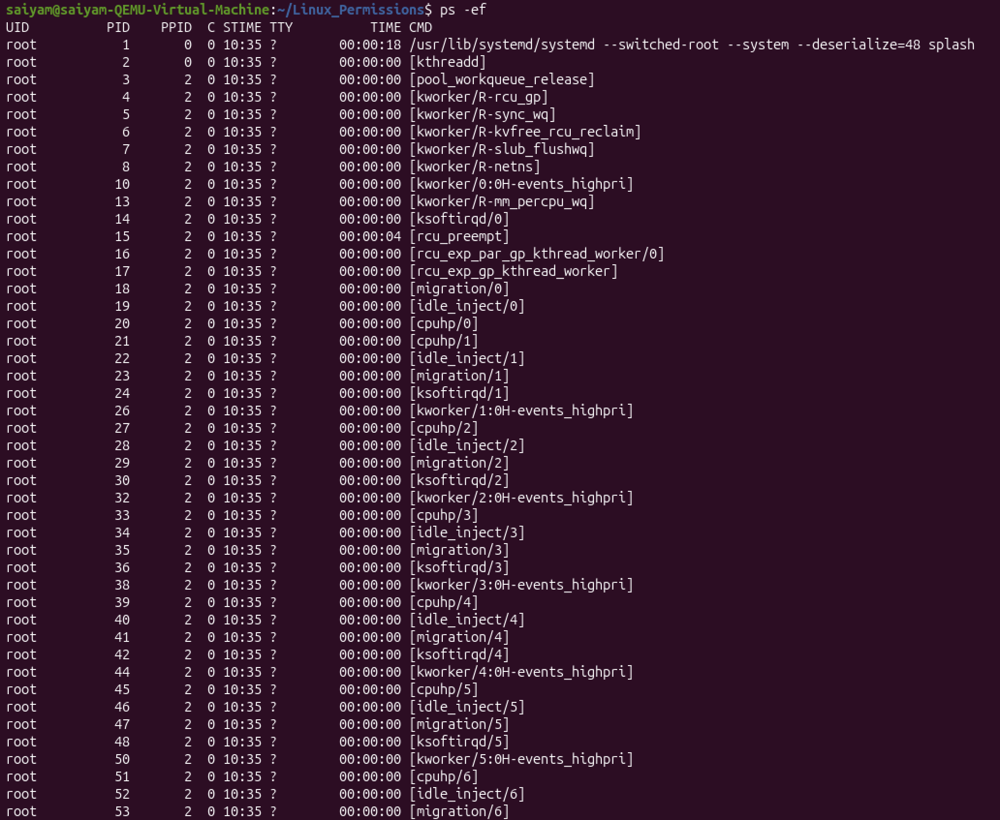 saiyam@saiyam-QEMU-Virtual-Machine:~/Linux_Permissions$ ps -ef
UID          PID    PPID  C STIME TTY          TIME CMD
root           1       0  0 10:35 ?        00:00:18 /usr/lib/systemd/systemd --switched-root --system --deserialize=48 splash
root           2       0  0 10:35 ?        00:00:00 [kthreadd]
root           3       2  0 10:35 ?        00:00:00 [pool_workqueue_release]
root           4       2  0 10:35 ?        00:00:00 [kworker/R-rcu_gp]
root           5       2  0 10:35 ?        00:00:00 [kworker/R-sync_wq]
root           6       2  0 10:35 ?        00:00:00 [kworker/R-kvfree_rcu_reclaim]
root           7       2  0 10:35 ?        00:00:00 [kworker/R-slub_flushwq]
root           8       2  0 10:35 ?        00:00:00 [kworker/R-netns]
root          10       2  0 10:35 ?        00:00:00 [kworker/0:0H-events_highpri]
root          13       2  0 10:35 ?        00:00:00 [kworker/R-mm_percpu_wq]
root          14       2  0 10:35 ?        00:00:00 [ksoftirqd/0]
root          15       2  0 10:35 ?        00:00:04 [rcu_preempt]
root          16       2  0 10:35 ?        00:00:00 [rcu_exp_par_gp_kthread_worker/0]
root          17       2  0 10:35 ?        00:00:00 [rcu_exp_gp_kthread_worker]
root          18       2  0 10:35 ?        00:00:00 [migration/0]
root          19       2  0 10:35 ?        00:00:00 [idle_inject/0]
root          20       2  0 10:35 ?        00:00:00 [cpuhp/0]
root          21       2  0 10:35 ?        00:00:00 [cpuhp/1]
root          22       2  0 10:35 ?        00:00:00 [idle_inject/1]
root          23       2  0 10:35 ?        00:00:00 [migration/1]
root          24       2  0 10:35 ?        00:00:00 [ksoftirqd/1]
root          26       2  0 10:35 ?        00:00:00 [kworker/1:0H-events_highpri]
root          27       2  0 10:35 ?        00:00:00 [cpuhp/2]
root          28       2  0 10:35 ?        00:00:00 [idle_inject/2]
root          29       2  0 10:35 ?        00:00:00 [migration/2]
root          30       2  0 10:35 ?        00:00:00 [ksoftirqd/2]
root          32       2  0 10:35 ?        00:00:00 [kworker/2:0H-events_highpri]
root          33       2  0 10:35 ?        00:00:00 [cpuhp/3]
root          34       2  0 10:35 ?        00:00:00 [idle_inject/3]
root          35       2  0 10:35 ?        00:00:00 [migration/3]
root          36       2  0 10:35 ?        00:00:00 [ksoftirqd/3]
root          38       2  0 10:35 ?        00:00:00 [kworker/3:0H-events_highpri]
root          39       2  0 10:35 ?        00:00:00 [cpuhp/4]
root          40       2  0 10:35 ?        00:00:00 [idle_inject/4]
root          41       2  0 10:35 ?        00:00:00 [migration/4]
root          42       2  0 10:35 ?        00:00:00 [ksoftirqd/4]
root          44       2  0 10:35 ?        00:00:00 [kworker/4:0H-events_highpri]
root          45       2  0 10:35 ?        00:00:00 [cpuhp/5]
root          46       2  0 10:35 ?        00:00:00 [idle_inject/5]
root          47       2  0 10:35 ?        00:00:00 [migration/5]
root          48       2  0 10:35 ?        00:00:00 [ksoftirqd/5]
root          50       2  0 10:35 ?        00:00:00 [kworker/5:0H-events_highpri]
root          51       2  0 10:35 ?        00:00:00 [cpuhp/6]
root          52       2  0 10:35 ?        00:00:00 [idle_inject/6]
root          53       2  0 10:35 ?        00:00:00 [migration/6]